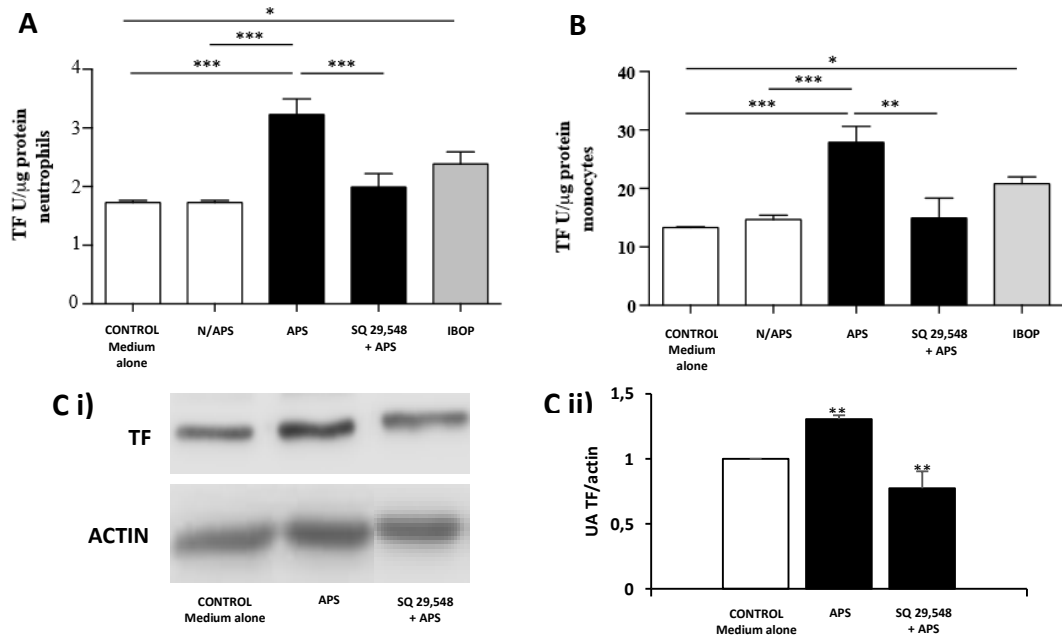 A
*
***
***
***
TF U/μg protein
neutrophils
4
3
2
1
0
CONTROL
Medium
alone
N/APS
APS
SQ 29,548
+ APS
IBOP
B
*
***
***
**
TF U/μg protein
monocytes
40
30
20
10
0
CONTROL
Medium
alone
N/APS
APS
SQ 29,548
+ APS
IBOP
C i)
TF
ACTIN
CONTROL
Medium alone
APS
SQ 29,548
+ APS
C ii)
UA TF/actin
1,5
1
0,5
0
**
**
CONTROL
Medium alone
APS
SQ 29,548
+ APS